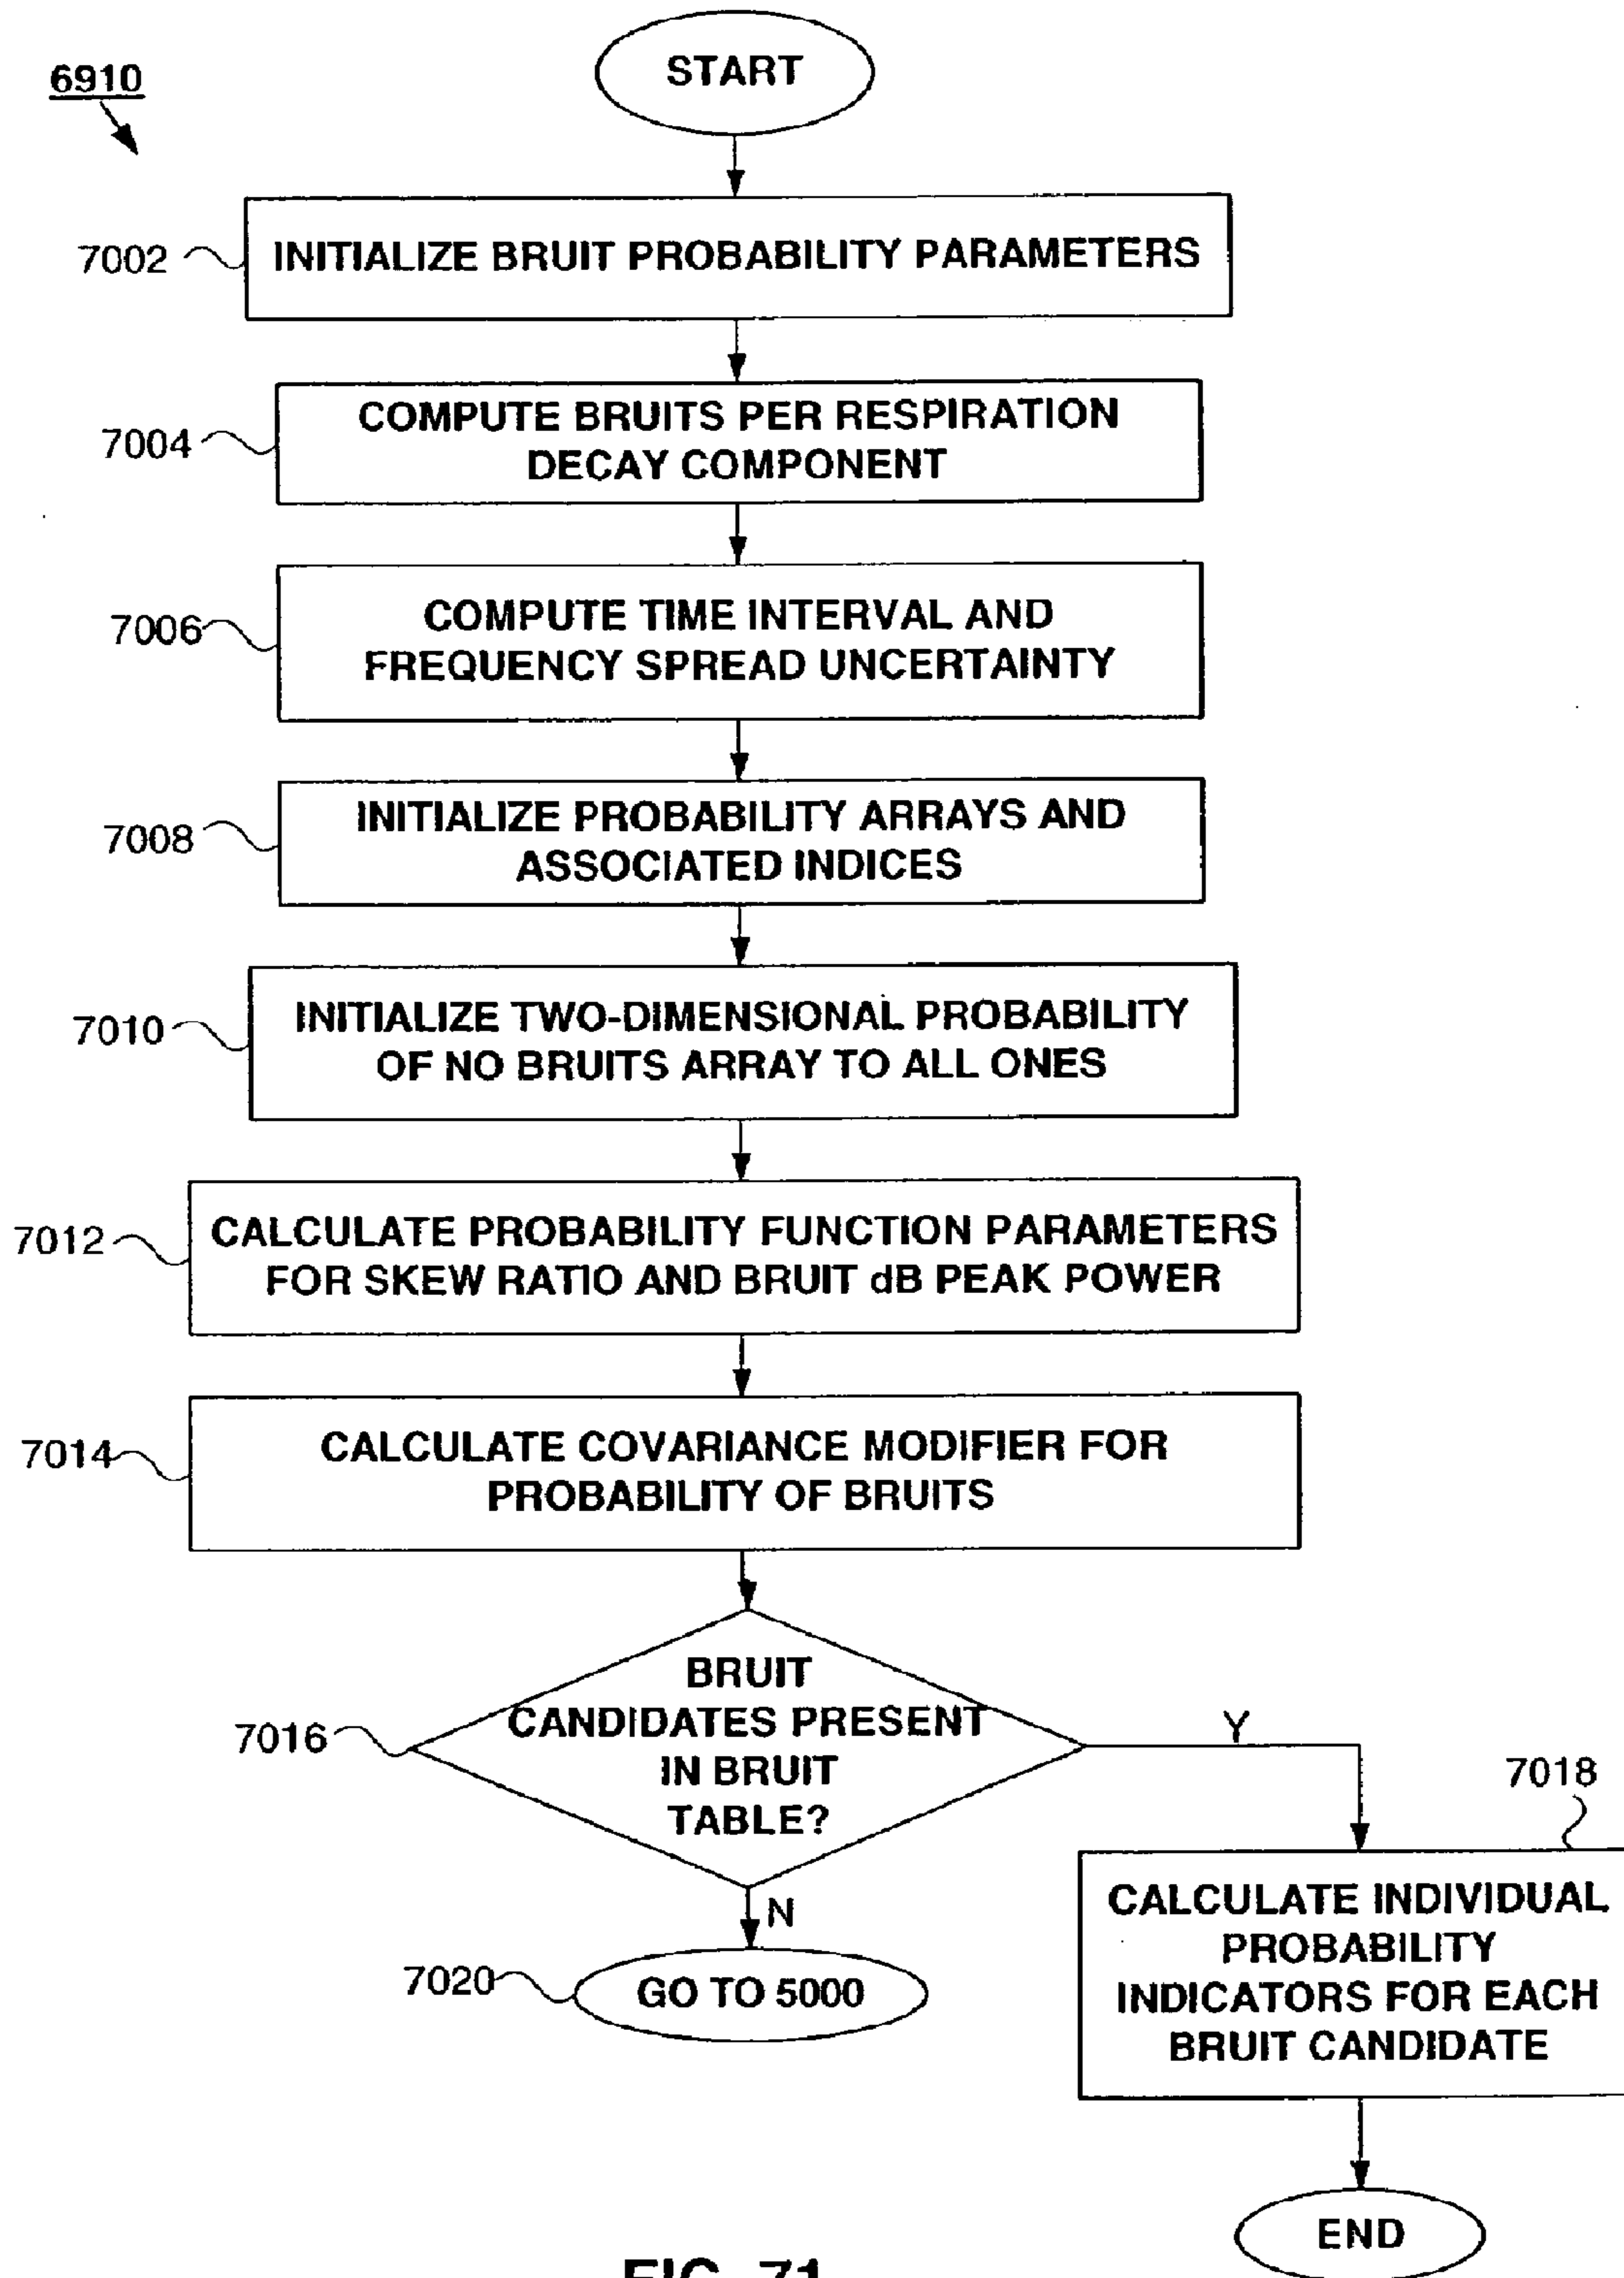 6910
START
7002
INITIALIZE BRUIT PROBABILITY PARAMETERS
7004
COMPUTE BRUITS PER RESPIRATION
DECAY COMPONENT
7006
COMPUTE TIME INTERVAL AND
FREQUENCY SPREAD UNCERTAINTY
7008
INITIALIZE PROBABILITY ARRAYS AND
ASSOCIATED INDICES
7010
INITIALIZE TWO-DIMENSIONAL PROBABILITY
OF NO BRUITS ARRAY TO ALL ONES
7012
CALCULATE PROBABILITY FUNCTION PARAMETERS
FOR SKEW RATIO AND BRUIT dB PEAK POWER
7014
CALCULATE COVARIANCE MODIFIER FOR
PROBABILITY OF BRUITS
7016
BRUIT
CANDIDATES PRESENT
IN BRUIT
TABLE?
Y
N
7018
CALCULATE INDIVIDUAL
PROBABILITY
INDICATORS FOR EACH
BRUIT CANDIDATE
7020
GO TO 5000
END
FIG. 71